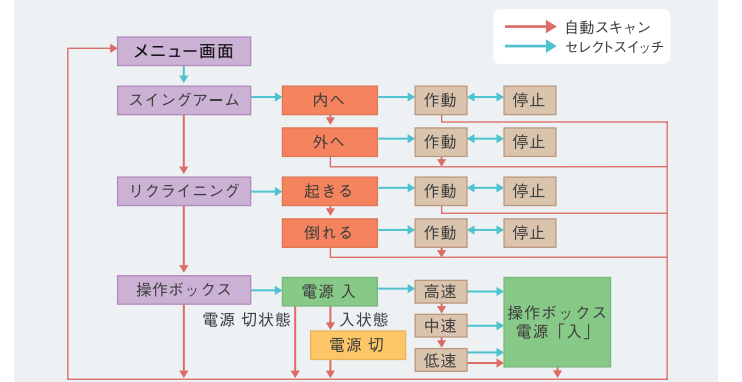 自動スキャン
セレクトスイッチ
メニュー画面
スイングアーム
内へ
作動
停止
外へ
作動
停止
リクライニング
起きる
作動
停止
倒れる
作動
停止
操作ボックス
電源 入
高速
操作ボックス
電源「入」
電源 切状態
入状態
中速
電源 切
低速